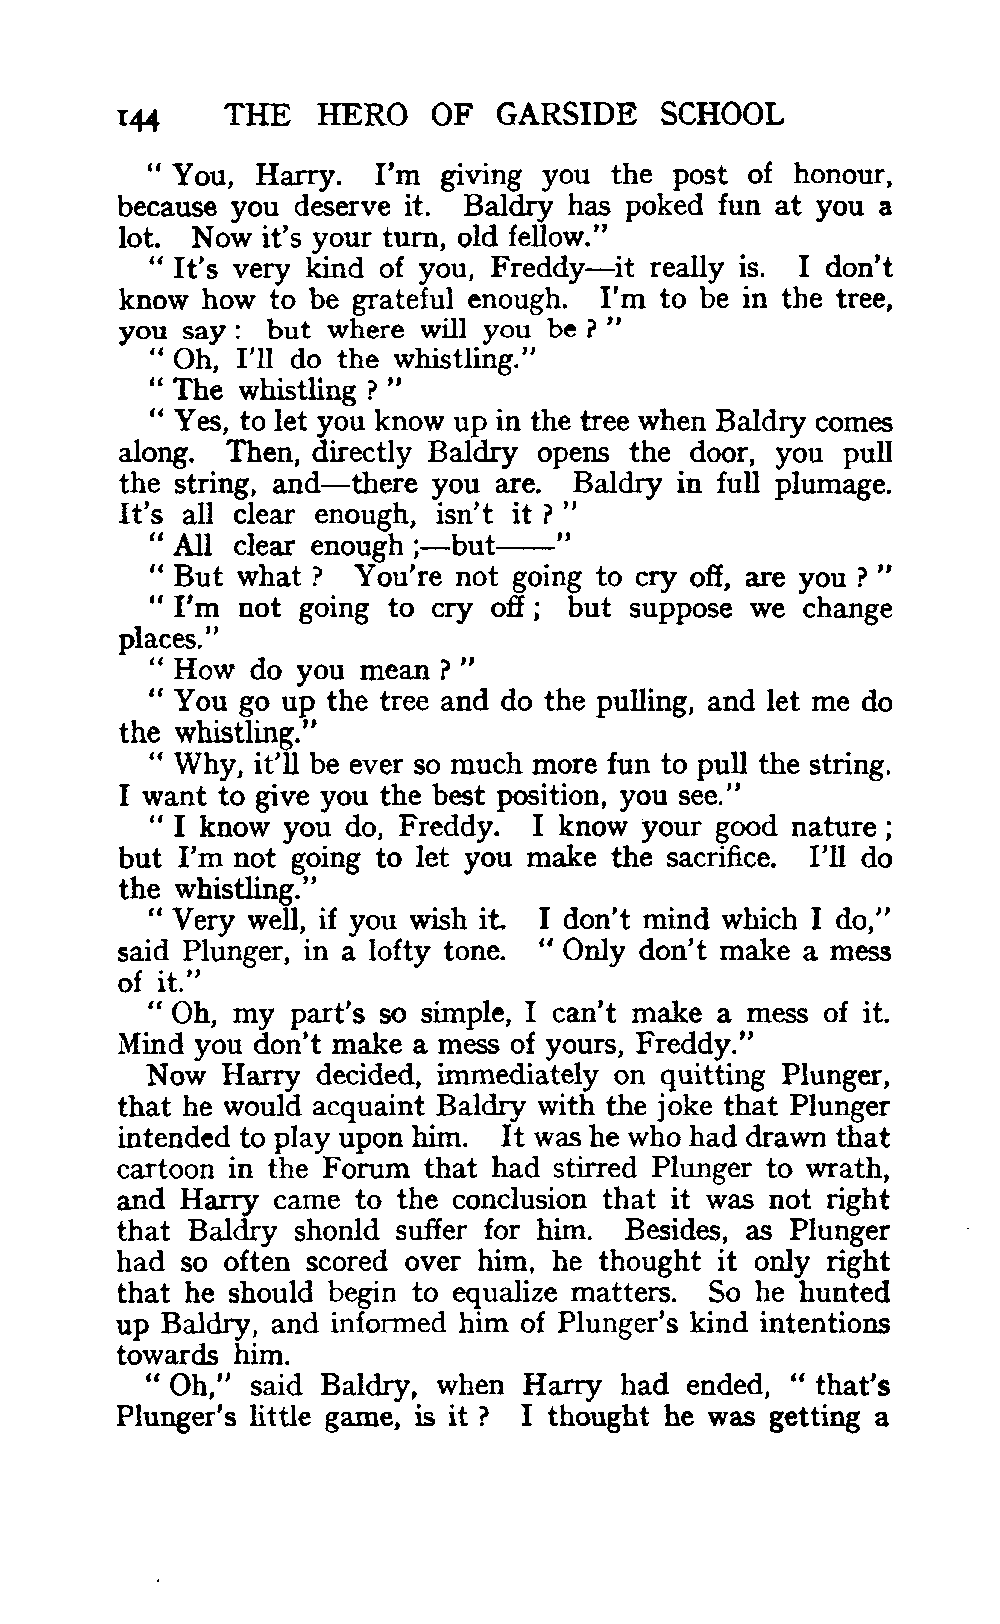 144 THE HERO OF GARSIDE SCHOOL
“ You, Harry. I’m giving you the post of honour,
because you deserve it. Baldry has poked fun at you a
lot. Now it’s your turn, old fellow.”
“ It’s very kind of you, Freddy—it really is. I don’t
know how to be grateful enough. I’m to be in the tree,
you say : but where will you be ? ”
“ Oh, I’ll do the whistling.”
“ The whistling ? ”
“ Yes, to let you know up in the tree when Baldry comes
along. Then, directly Baldry opens the door, you pull
the string, and—there you are. Baldry in full plumage.
It’s all clear enough, isn’t it ? ”
“ All clear enough ;—but——”
“ But what ? You’re not going to cry off, are you ? ”
“ I’m not going to cry off ; but suppose we change
places.”
“ How do you mean ? ”
“ You go up the tree and do the pulling, and let me do
the whistling.”
“ Why, it’ll be ever so much more fun to pull the string.
I want to give you the best position, you see.”
“ I know you do, Freddy. I know your good nature ;
but I’m not going to let you make the sacrifice. I’ll do
the whistling.”
“ Very well, if you wish it. I don’t mind which I do,”
said Plunger, in a lofty tone. “ Only don’t make a mess
of it.”
“ Oh, my part’s so simple, I can’t make a mess of it.
Mind you don’t make a mess of yours, Freddy.”
Now Harry decided, immediately on quitting Plunger,
that he would acquaint Baldry with the joke that Plunger
intended to play upon him. It was he who had drawn that
cartoon in the Forum that had stirred Plunger to wrath,
and Harry came to the conclusion that it was not right
that Baldry shonld suffer for him. Besides, as Plunger
had so often scored over him, he thought it only right
that he should begin to equalize matters. So he hunted
up Baldry, and informed him of Plunger’s kind intentions
towards him.
“ Oh,” said Baldry, when Harry had ended, “ that’s
Plunger’s little game, is it ? I thought he was getting a